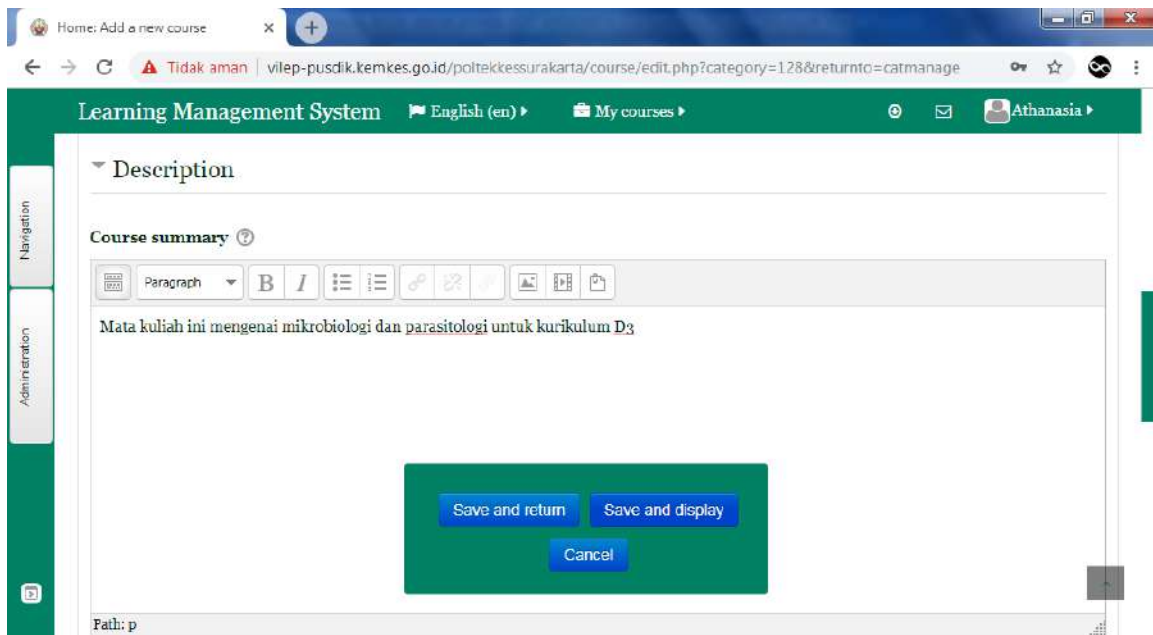 Home: Add a new course
Tidak aman | vilep-pusdik.kemkes.go.id/poltekkessurakarta/course/edit.php?category=128&returnto=catmanage
Learning Management System English (en) My courses Athanasia
Navigation
Administration
Description
Course summary
Paragraph B I
Mata kuliah ini mengenai mikrobiologi dan parasitologi untuk kurikulum D3
Save and return Save and display
Cancel
Path: p